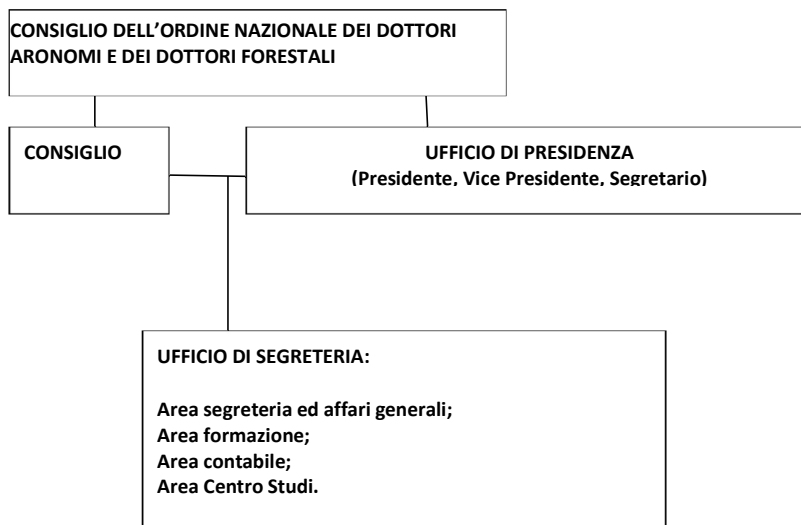 CONSIGLIO DELL’ORDINE NAZIONALE DEI DOTTORI
ARONOMI E DEI DOTTORI FORESTALI
CONSIGLIO
UFFICIO DI PRESIDENZA
(Presidente, Vice Presidente, Segretario)
UFFICIO DI SEGRETERIA:
Area segreteria ed affari generali;
Area formazione;
Area contabile;
Area Centro Studi.